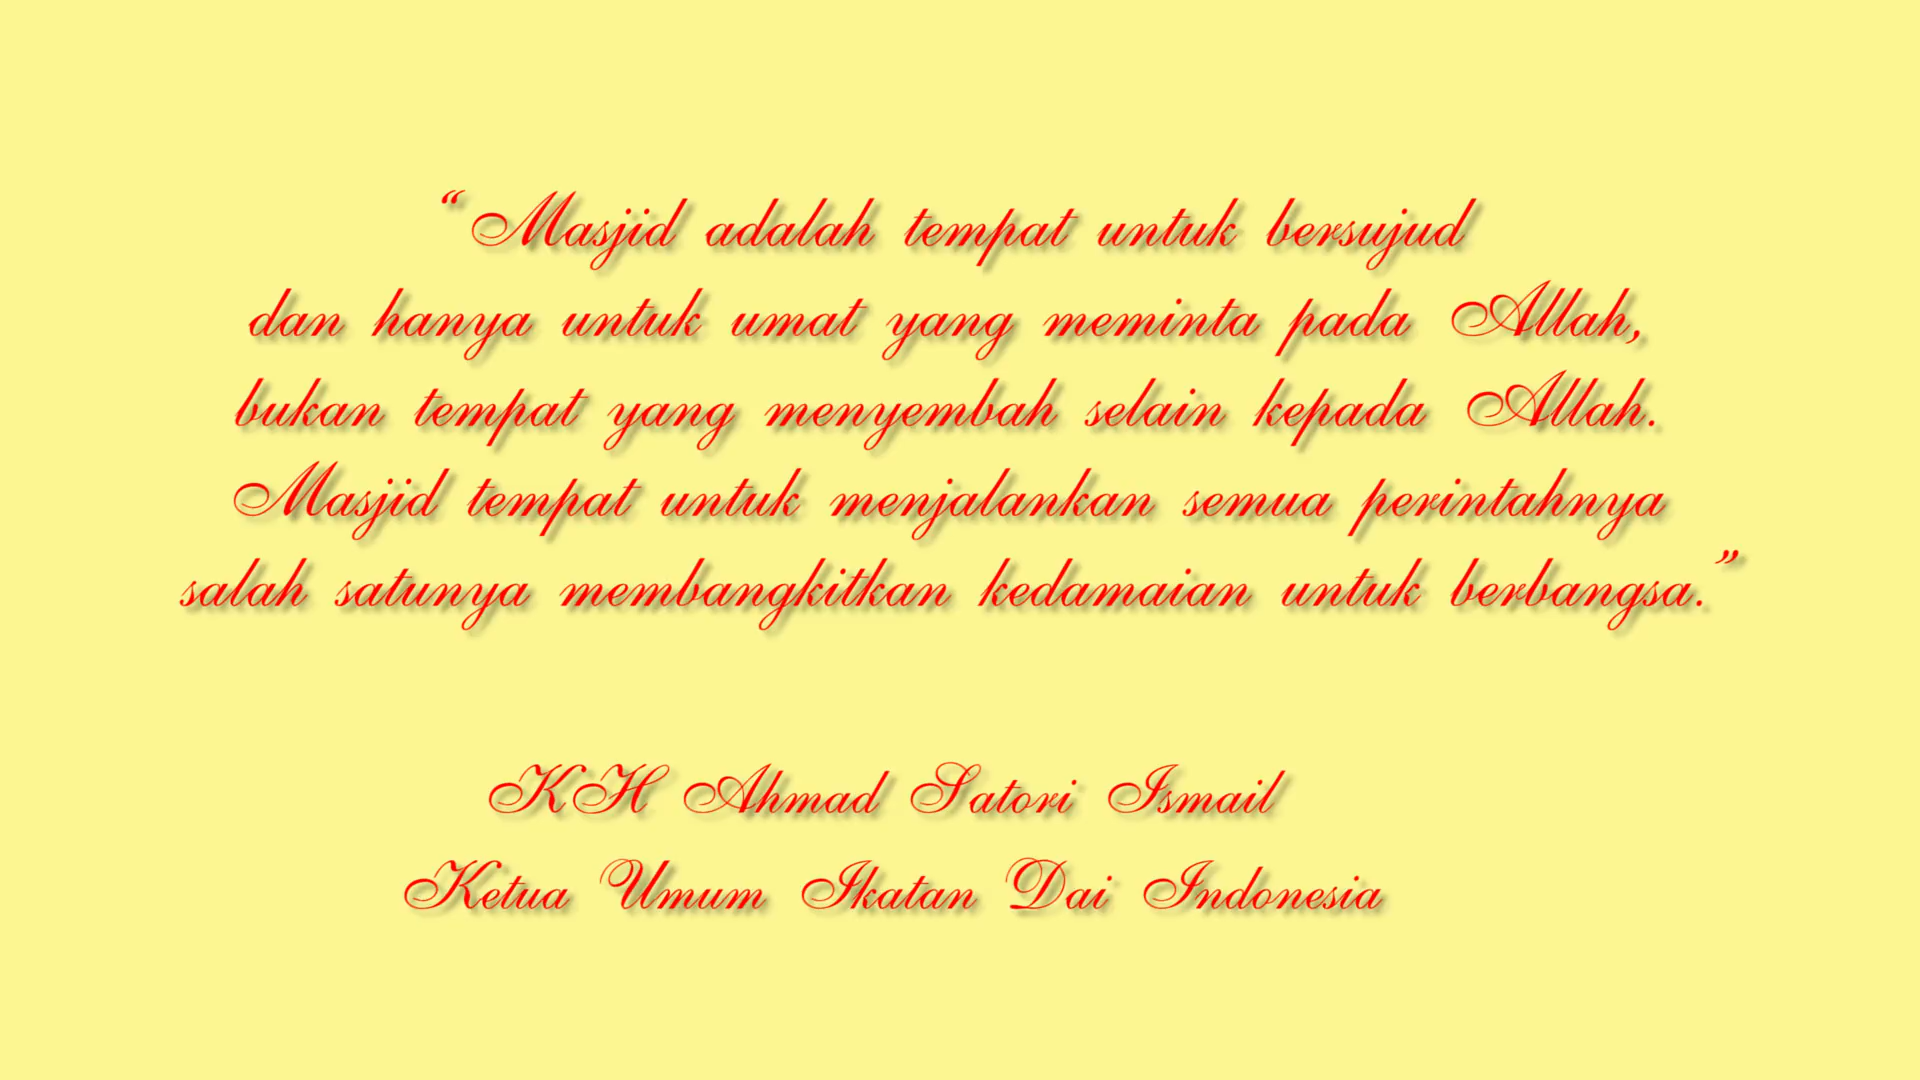 “Masjid adalah tempat untuk bersujud
dan hanya untuk umat yang meminta pada Allah,
bukan tempat yang menyembah selain kepada Allah.
Masjid tempat untuk menjalankan semua perintahnya
salah satunya membangkitkan kedamaian untuk berbangsa.”
KH Ahmad Satori Ismail
Ketua Umum Ikatan Dai Indonesia